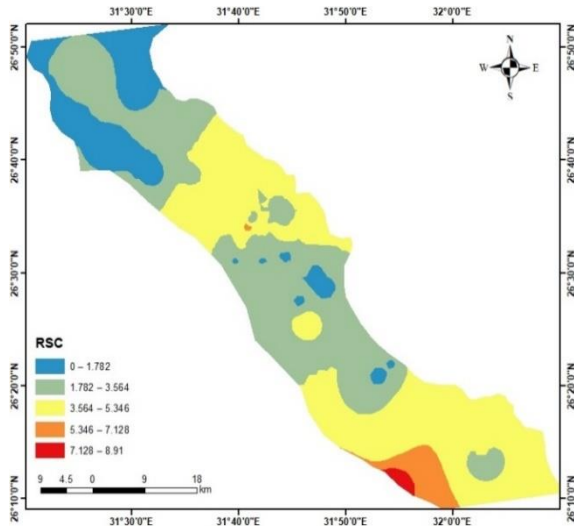 31°30'0"E 31°40'0"E 31°50'0"E 32°0'0"E
N
W E
S
26°50'0"N 26°50'0"N
26°40'0"N 26°40'0"N
26°30'0"N 26°30'0"N
26°20'0"N 26°20'0"N
26°10'0"N 26°10'0"N
RSC
0 – 1.782
1.782 – 3.564
3.564 – 5.346
5.346 – 7.128
7.128 – 8.91
9 4.5 0 9 18
km
31°30'0"E 31°40'0"E 31°50'0"E 32°0'0"E